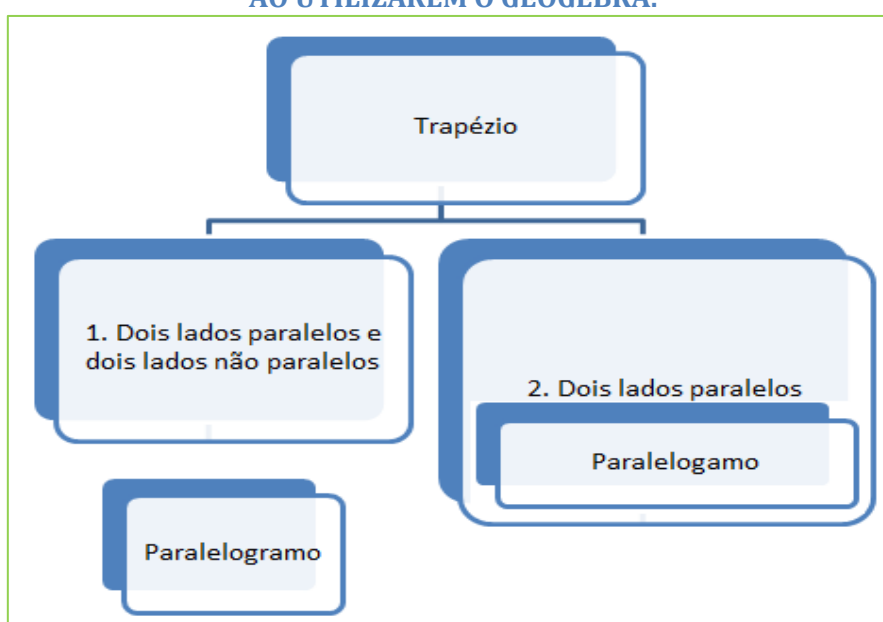 AO UTILIZAREM O GEOGEBRA.
Trapézio
1. Dois lados paralelos e
dois lados não paralelos
2. Dois lados paralelos
Paralelogamo
Paralelogramo